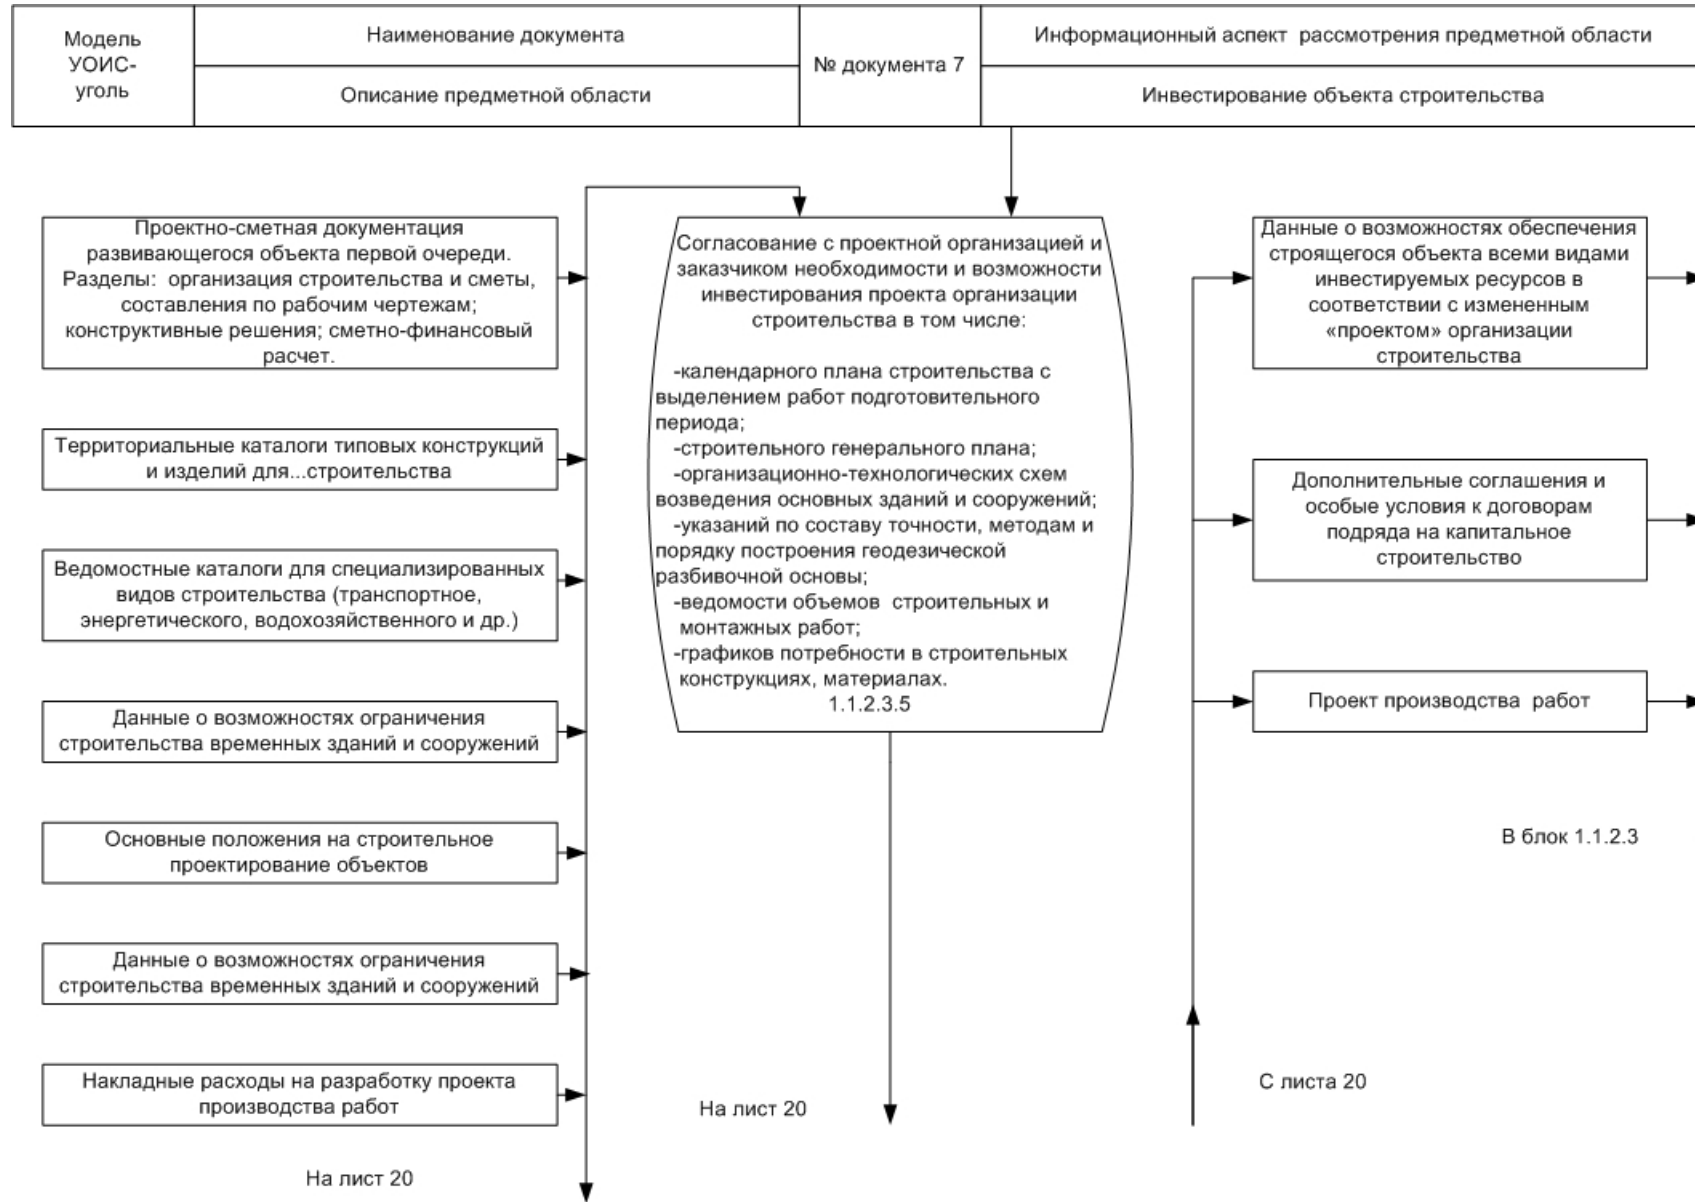 Модель
УОИС-
уголь
Наименование документа
Описание предметной области
№ документа 7
Информационный аспект рассмотрения предметной области
Инвестирование объекта строительства
Проектно-сметная документация
развивающегося объекта первой очереди.
Разделы: организация строительства и сметы,
составления по рабочим чертежам;
конструктивные решения; сметно-финансовый
расчет.
Территориальные каталоги типовых конструкций
и изделий для...строительства
Ведомостные каталоги для специализированных
видов строительства (транспортное,
энергетического, водохозяйственного и др.)
Данные о возможностях ограничения
строительства временных зданий и сооружений
Основные положения на строительное
проектирование объектов
Данные о возможностях ограничения
строительства временных зданий и сооружений
Накладные расходы на разработку проекта
производства работ
На лист 20
Согласование с проектной организацией и
заказчиком необходимости и возможности
инвестирования проекта организации
строительства в том числе:
-календарного плана строительства с
выделением работ подготовительного
периода;
-строительного генерального плана;
-организационно-технологических схем
возведения основных зданий и сооружений;
-указаний по составу точности, методам и
порядку построения геодезической
разбивочной основы;
-ведомости объемов строительных и
монтажных работ;
-графиков потребности в строительных
конструкциях, материалах.
1.1.2.3.5
На лист 20
Данные о возможностях обеспечения
строящегося объекта всеми видами
инвестируемых ресурсов в
соответствии с измененным
«проектом» организации
строительства
Дополнительные соглашения и
особые условия к договорам
подряда на капитальное
строительство
Проект производства работ
В блок 1.1.2.3
С листа 20